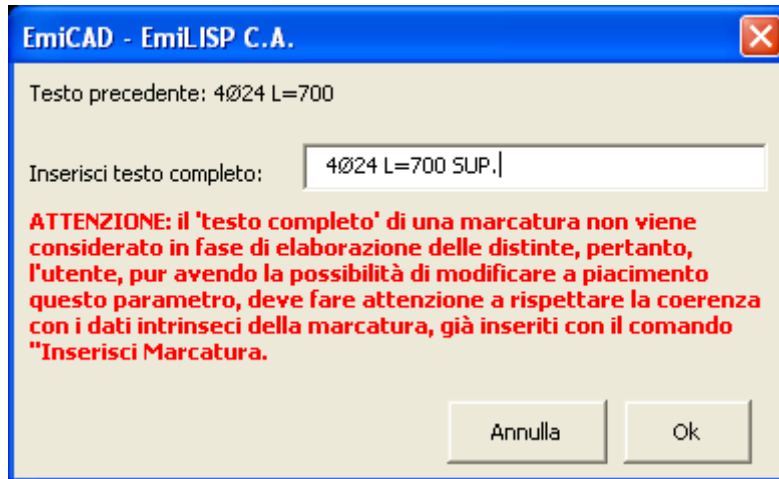 EmiCAD - EmiLISP C.A.
Testo precedente: 4Ø24 L=700
Inserisci testo completo: 4Ø24 L=700 SUP.
ATTENZIONE: il 'testo completo' di una marcatura non viene
considerato in fase di elaborazione delle distinte, pertanto,
l'utente, pur avendo la possibilità di modificare a piacimento
questo parametro, deve fare attenzione a rispettare la coerenza
con i dati intrinseci della marcatura, già inseriti con il comando
"Inserisci Marcatura.
Annulla Ok